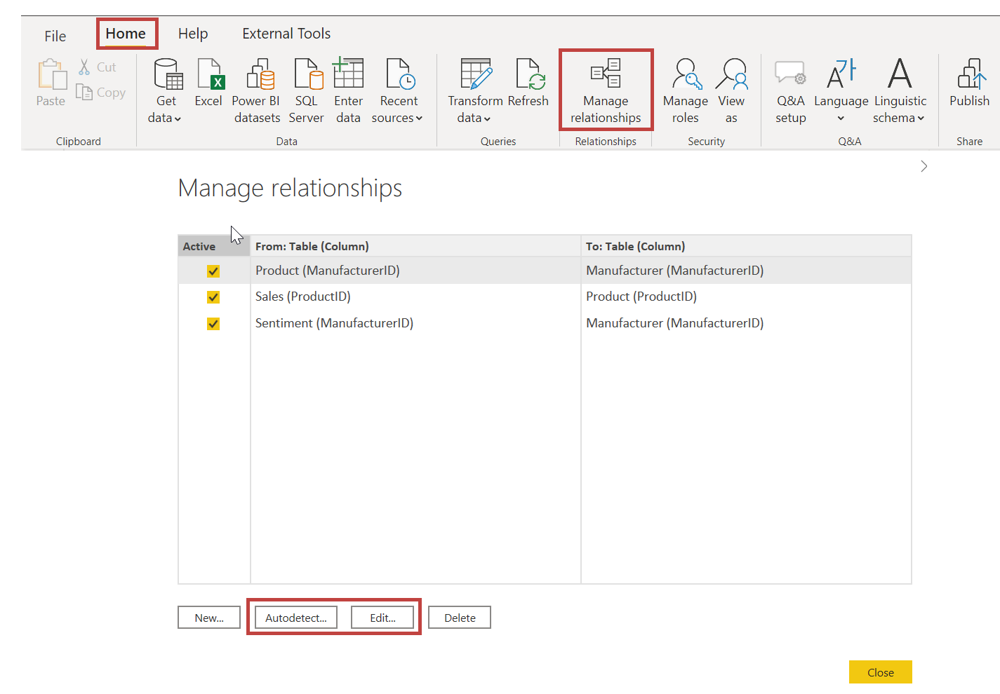 File Home Help External Tools
Paste
Cut
Copy
Get data
Excel
Power BI datasets
SQL Server
Enter data
Recent sources
Transform data
Refresh
Manage relationships
Manage roles
View as
Q&A setup
Language
Linguistic schema
Publish
Clipboard Data Queries Relationships Security Q&A Share
Manage relationships
Active From: Table (Column) To: Table (Column)
Product (ManufacturerID) Manufacturer (ManufacturerID)
Sales (ProductID) Product (ProductID)
Sentiment (ManufacturerID) Manufacturer (ManufacturerID)
New... Autodetect... Edit... Delete
Close